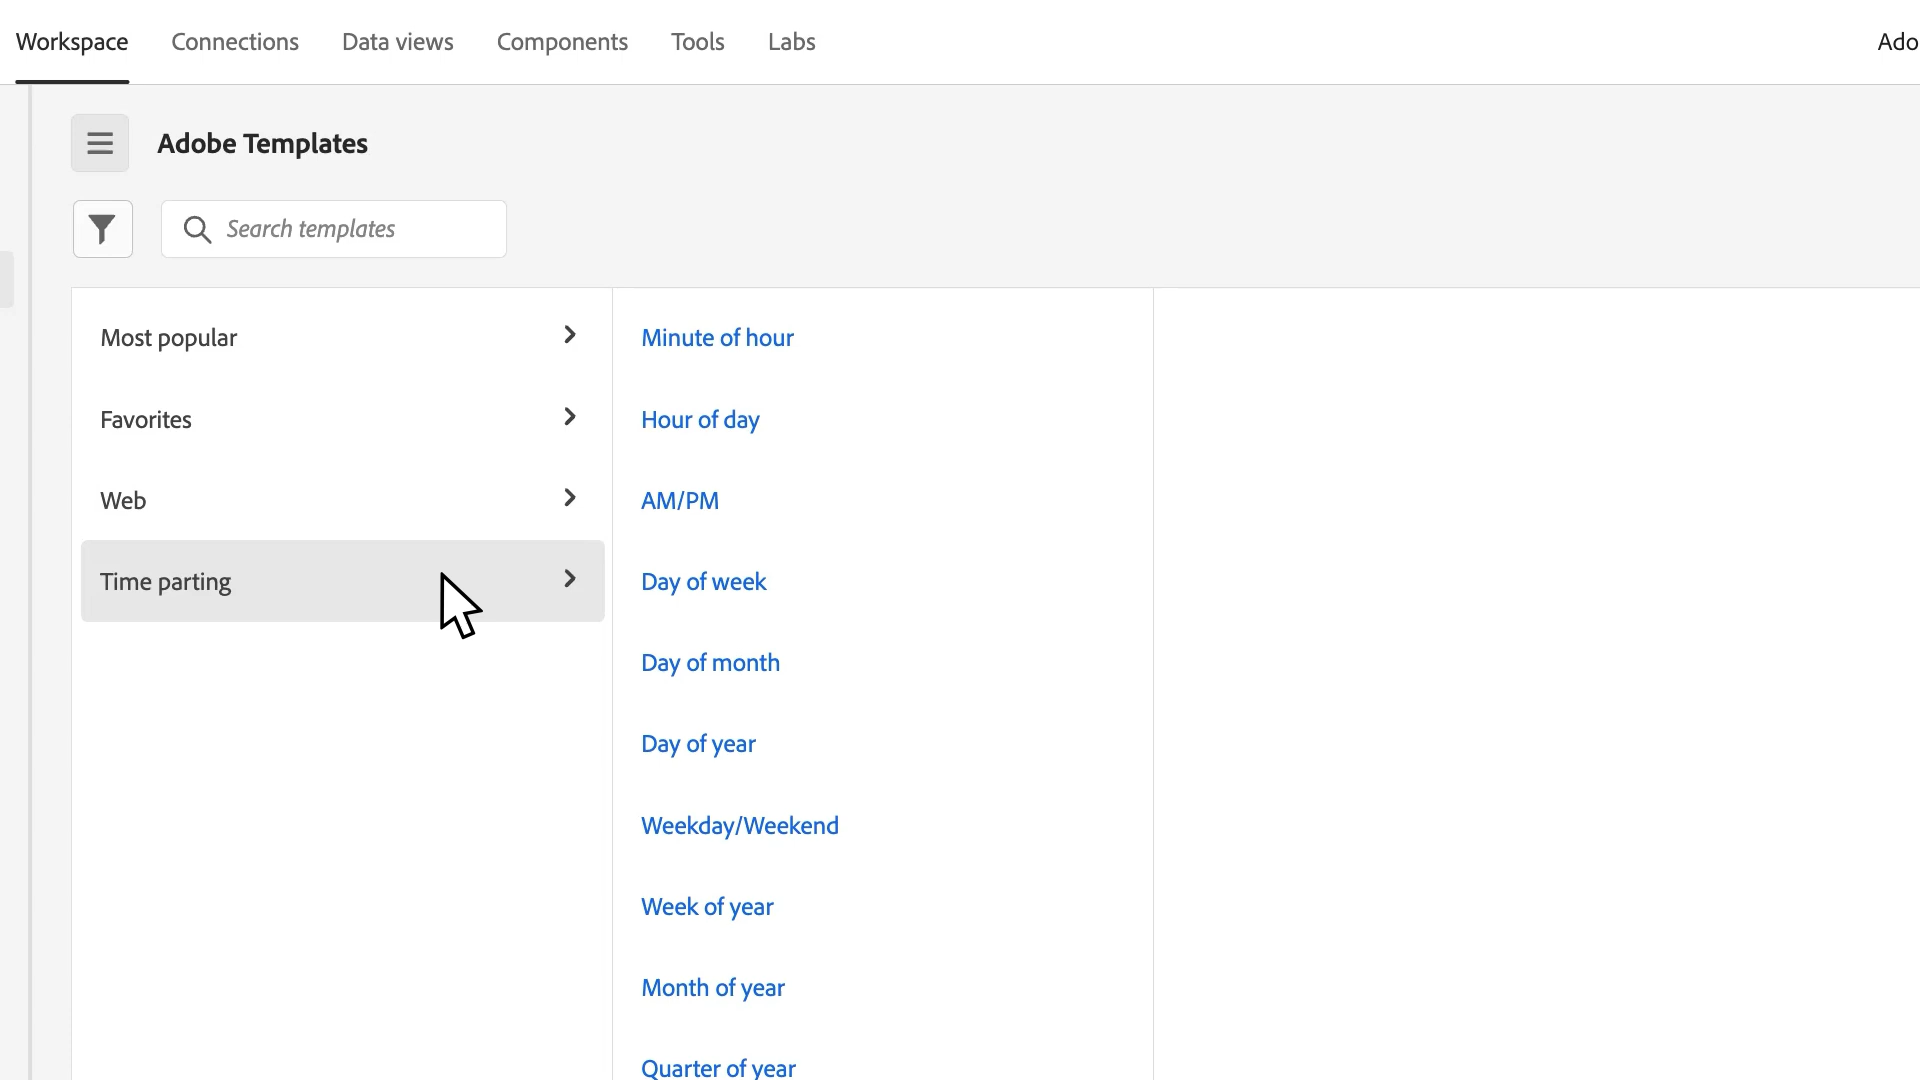 Workspace Connections Data views Components Tools Labs Ado
Adobe Templates
Search templates
Most popular
Favorites
Web
Time parting
Minute of hour
Hour of day
AM/PM
Day of week
Day of month
Day of year
Weekday/Weekend
Week of year
Month of year
Quarter of year